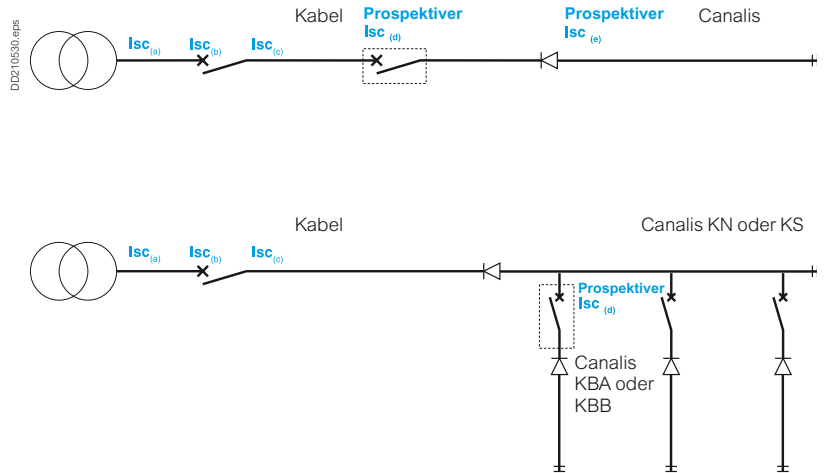 DD210530.eps
Kabel
Prospektiver
Isc (d)
Prospektiver
Isc (e)
Canalis
Isc(a)
Isc(b)
Isc(c)
Kabel
Canalis KN oder KS
Isc(a)
Isc(b)
Isc(c)
Prospektiver
Isc (d)
Canalis
KBA oder
KBB